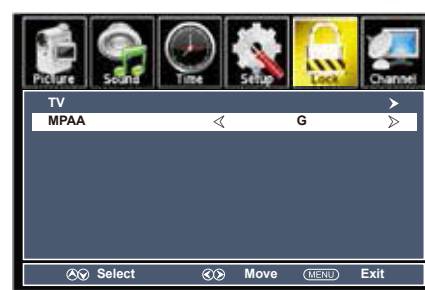 Picture Sound Time Setup Lock Channel
TV
MPAA G
Select Move MENU Exit